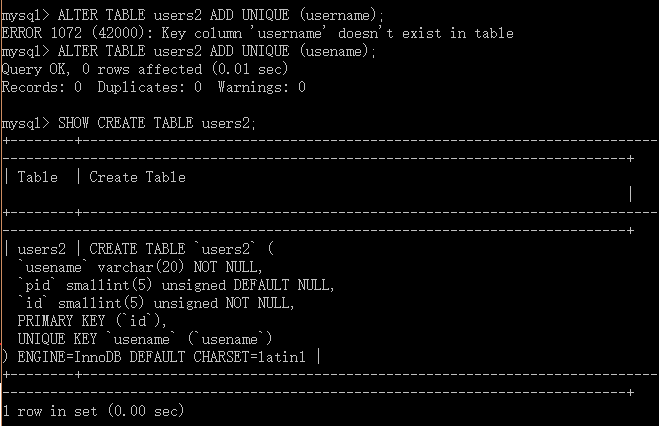 mysql> ALTER TABLE users2 ADD UNIQUE (username);
ERROR 1072 (42000): Key column 'username' doesn't exist in table
mysql> ALTER TABLE users2 ADD UNIQUE (usename);
Query OK, 0 rows affected (0.01 sec)
Records: 0  Duplicates: 0  Warnings: 0
mysql> SHOW CREATE TABLE users2;
| Table  | Create Table
|
| users2 | CREATE TABLE `users2` (
  `usename` varchar(20) NOT NULL,
  `pid` smallint(5) unsigned DEFAULT NULL,
  `id` smallint(5) unsigned NOT NULL,
  PRIMARY KEY (`id`),
  UNIQUE KEY `usename` (`usename`)
) ENGINE=InnoDB DEFAULT CHARSET=latin1 |
1 row in set (0.00 sec)